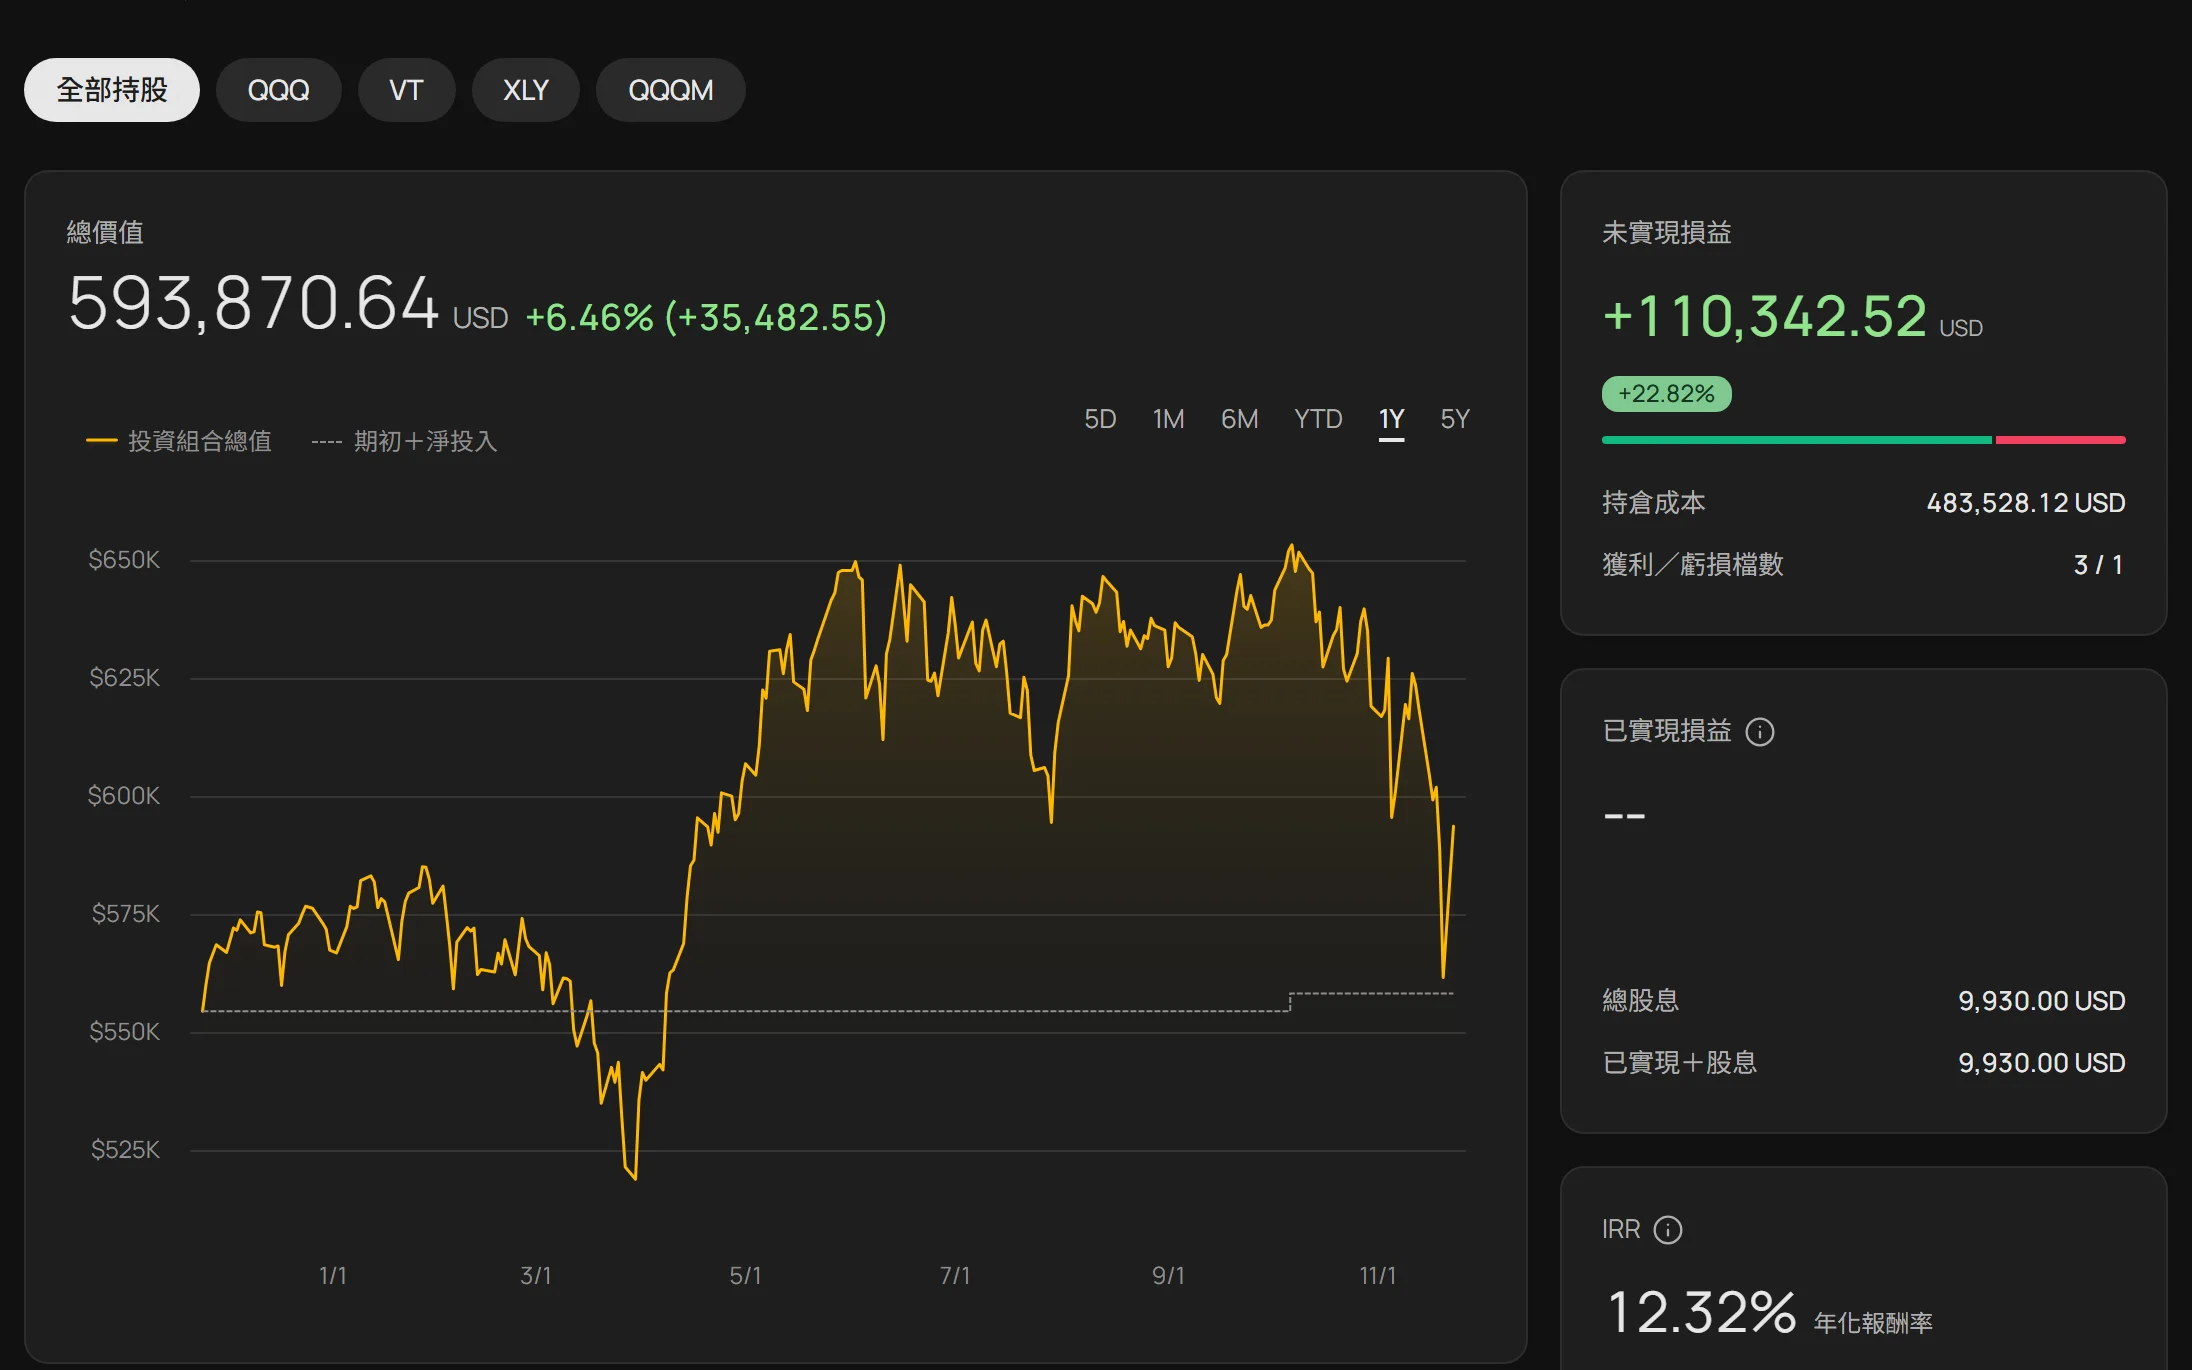 全部持股 QQQ VT XLY QQQM
總價值
593,870.64 USD +6.46% (+35,482.55)
5D 1M 6M YTD 1Y 5Y
投資組合總值 期初＋淨投入
$650K
$625K
$600K
$575K
$550K
$525K
1/1 3/1 5/1 7/1 9/1 11/1
未實現損益
+110,342.52 USD
+22.82%
持倉成本 483,528.12 USD
獲利／虧損檔數 3 / 1
已實現損益
--
總股息 9,930.00 USD
已實現＋股息 9,930.00 USD
IRR
12.32% 年化報酬率